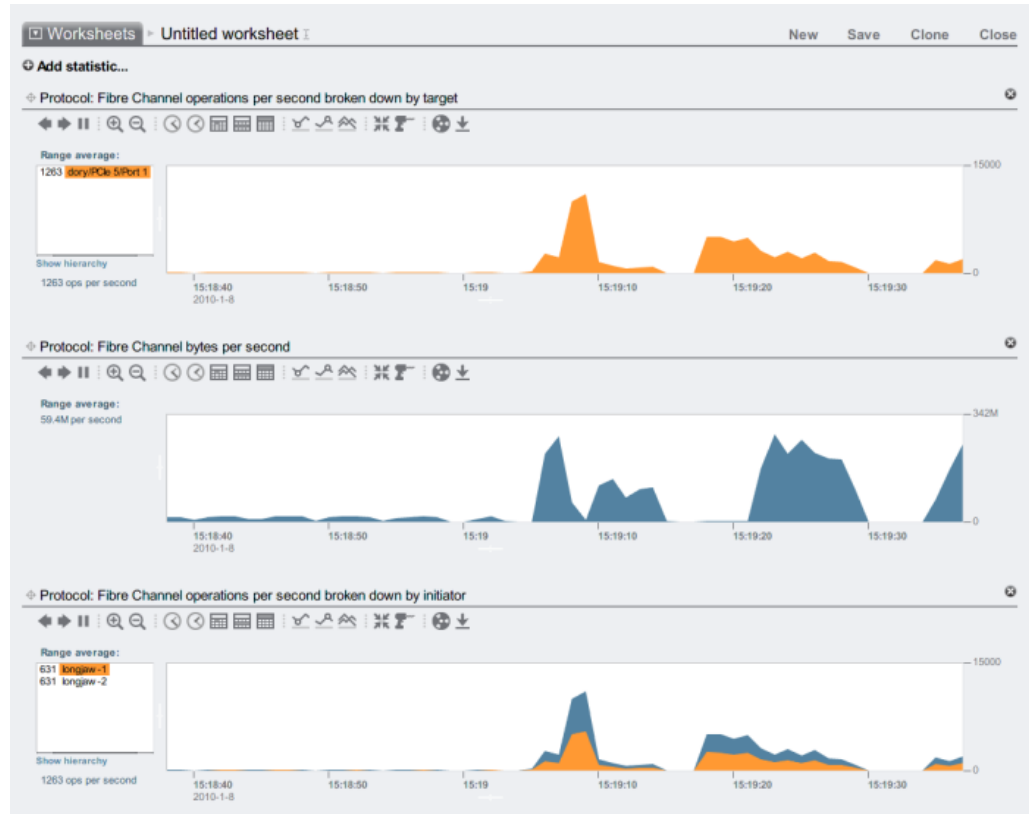 Worksheets Untitled worksheet New Save Clone Close
Add statistic...
Protocol: Fibre Channel operations per second broken down by target
Range average:
1263 dory/PCIe 5/Port 1
15000
Show hierarchy
0
1263 ops per second
15:18:40 15:18:50 15:19 15:19:10 15:19:20 15:19:30
2010-1-8
Protocol: Fibre Channel bytes per second
Range average:
59.4M per second
342M
0
15:18:40 15:18:50 15:19 15:19:10 15:19:20 15:19:30
2010-1-8
Protocol: Fibre Channel operations per second broken down by initiator
Range average:
15000
631 longjaw-1
631 longjaw-2
Show hierarchy
0
1263 ops per second
15:18:40 15:18:50 15:19 15:19:10 15:19:20 15:19:30
2010-1-8